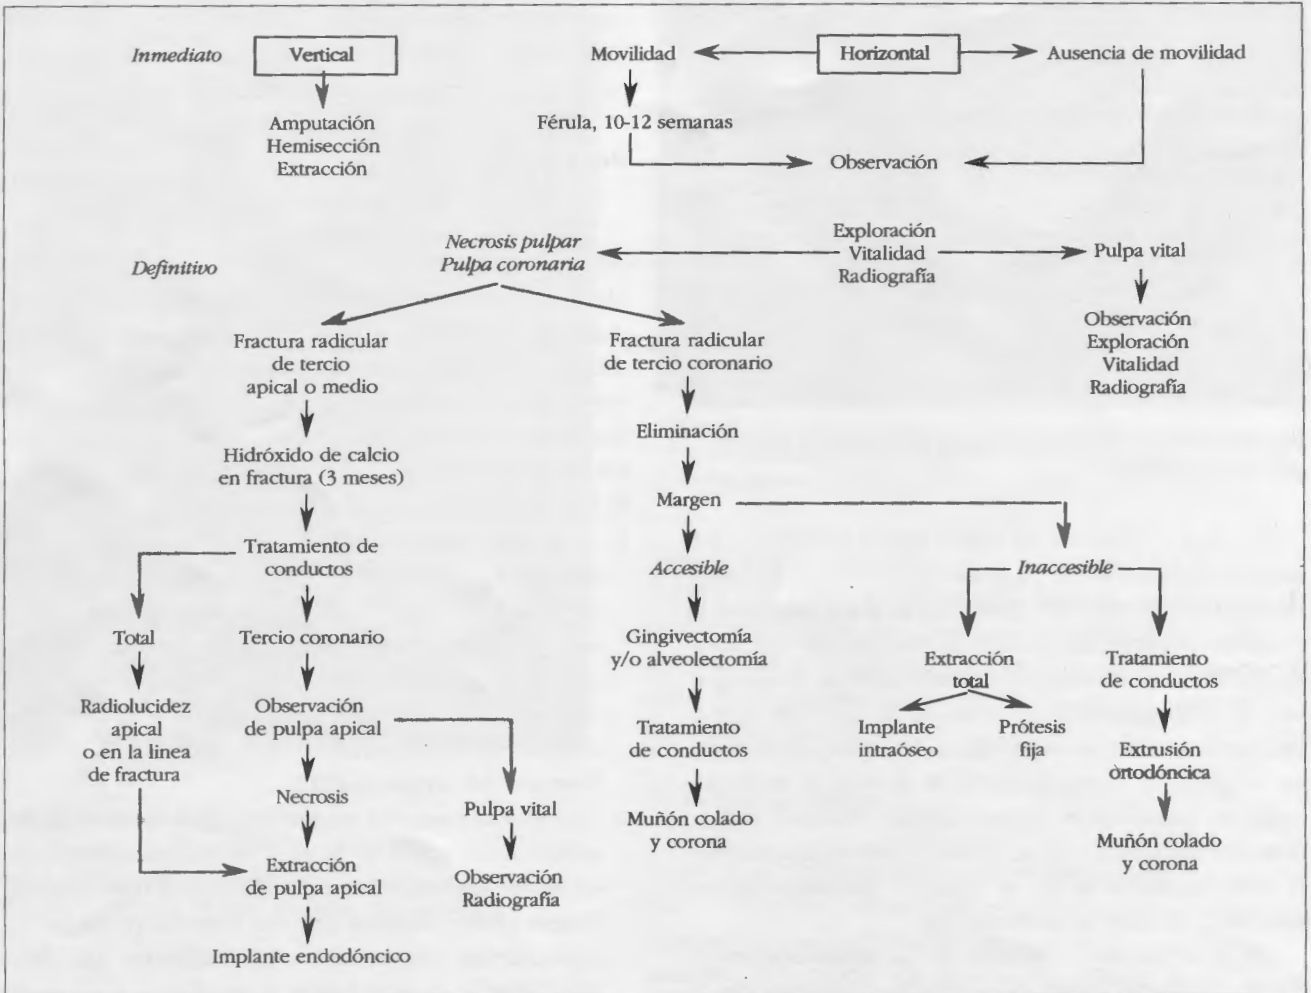 Inmediato
Vertical
Movilidad
Horizontal
Ausencia de movilidad
Amputación
Hemisección
Extracción
Férula, 10-12 semanas
Observación
Definitivo
Necrosis pulpar
Pulpa coronaria
Exploración
Vitalidad
Radiografía
Pulpa vital
Observación
Exploración
Vitalidad
Radiografía
Fractura radicular
de tercio
apical o medio
Fractura radicular
de tercio coronario
Hidróxido de calcio
en fractura (3 meses)
Eliminación
Margen
Tratamiento de
conductos
Accesible
Inaccesible
Total
Tercio coronario
Gingivectomía
y/o alveolectomía
Extracción
total
Tratamiento
de conductos
Radiolucidez
apical
o en la linea
de fractura
Observación
de pulpa apical
Tratamiento
de conductos
Implante
intraóseo
Prótesis
fija
Extrusión
ortodóncica
Necrosis
Pulpa vital
Muñón colado
y corona
Muñón colado
y corona
Extracción
de pulpa apical
Observación
Radiografía
Implante endodóncico